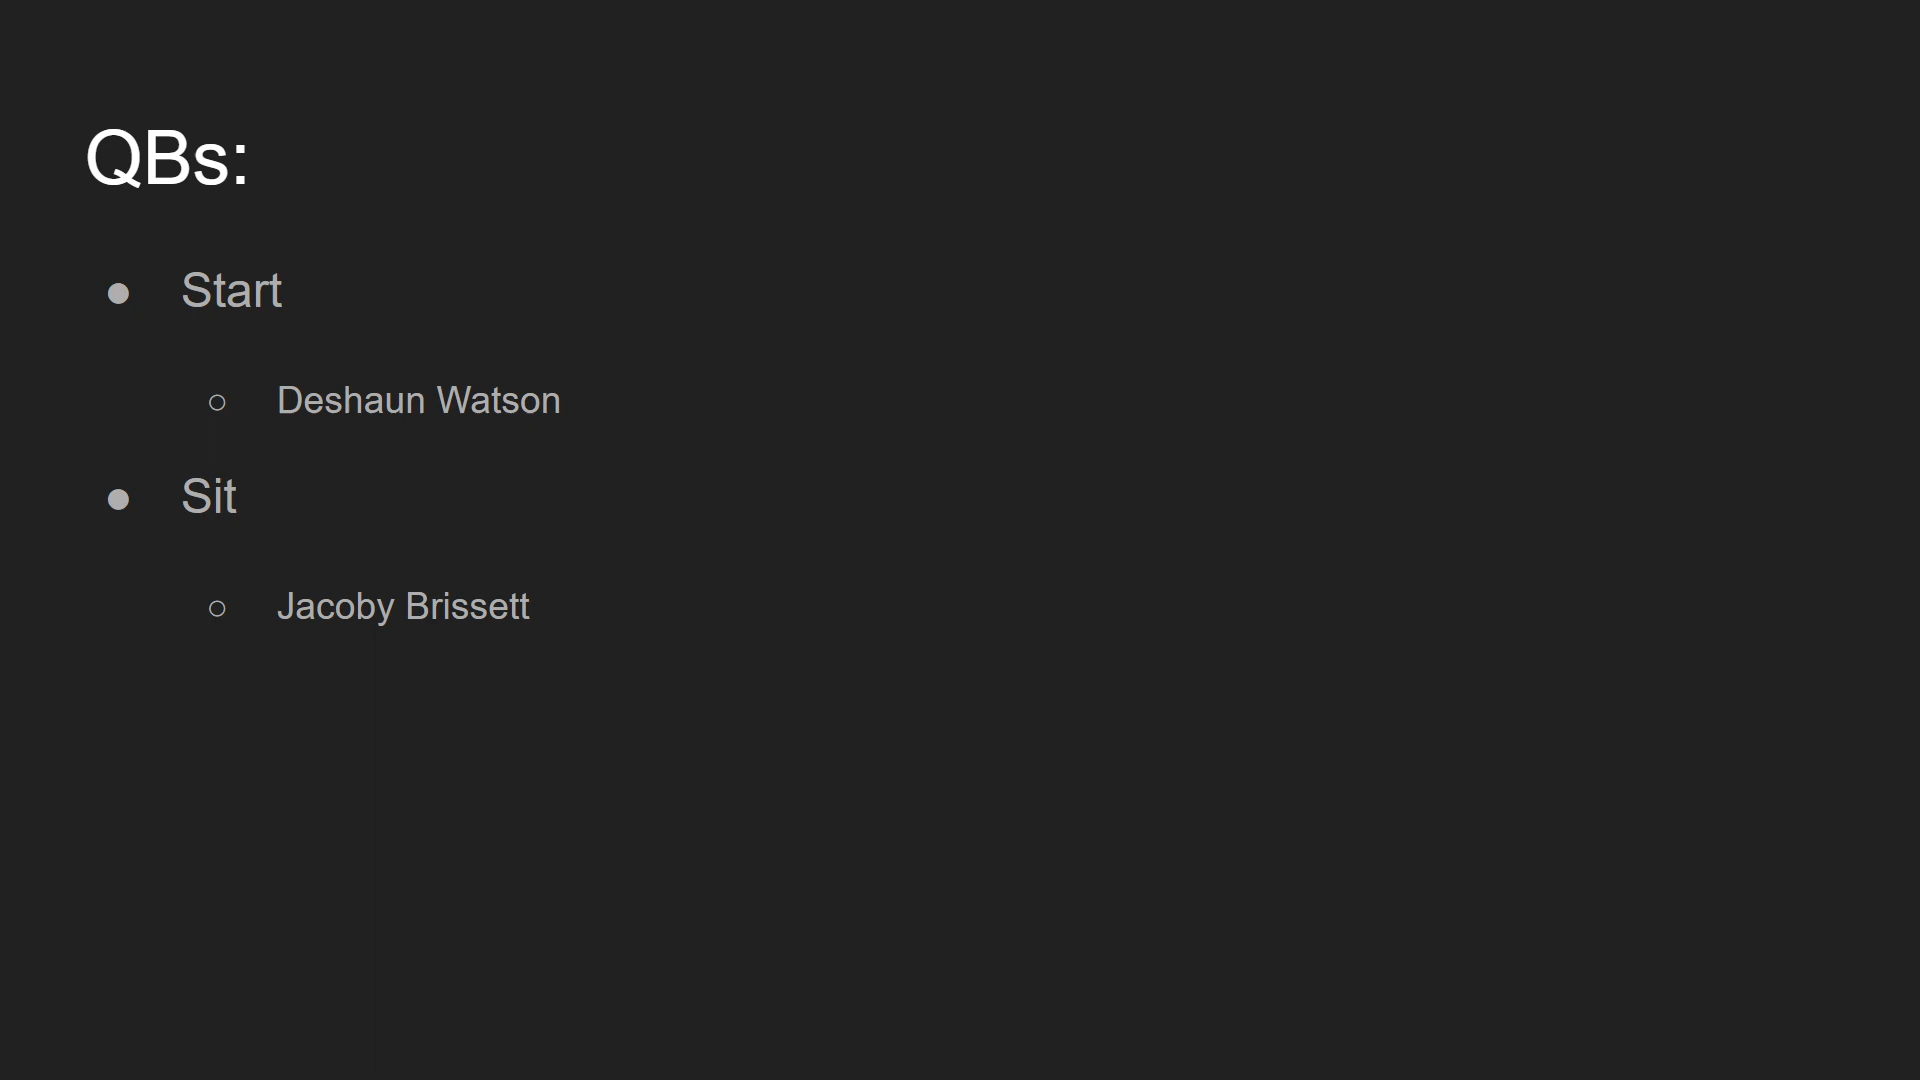 QBs:
● Start
○ Deshaun Watson
● Sit
○ Jacoby Brissett